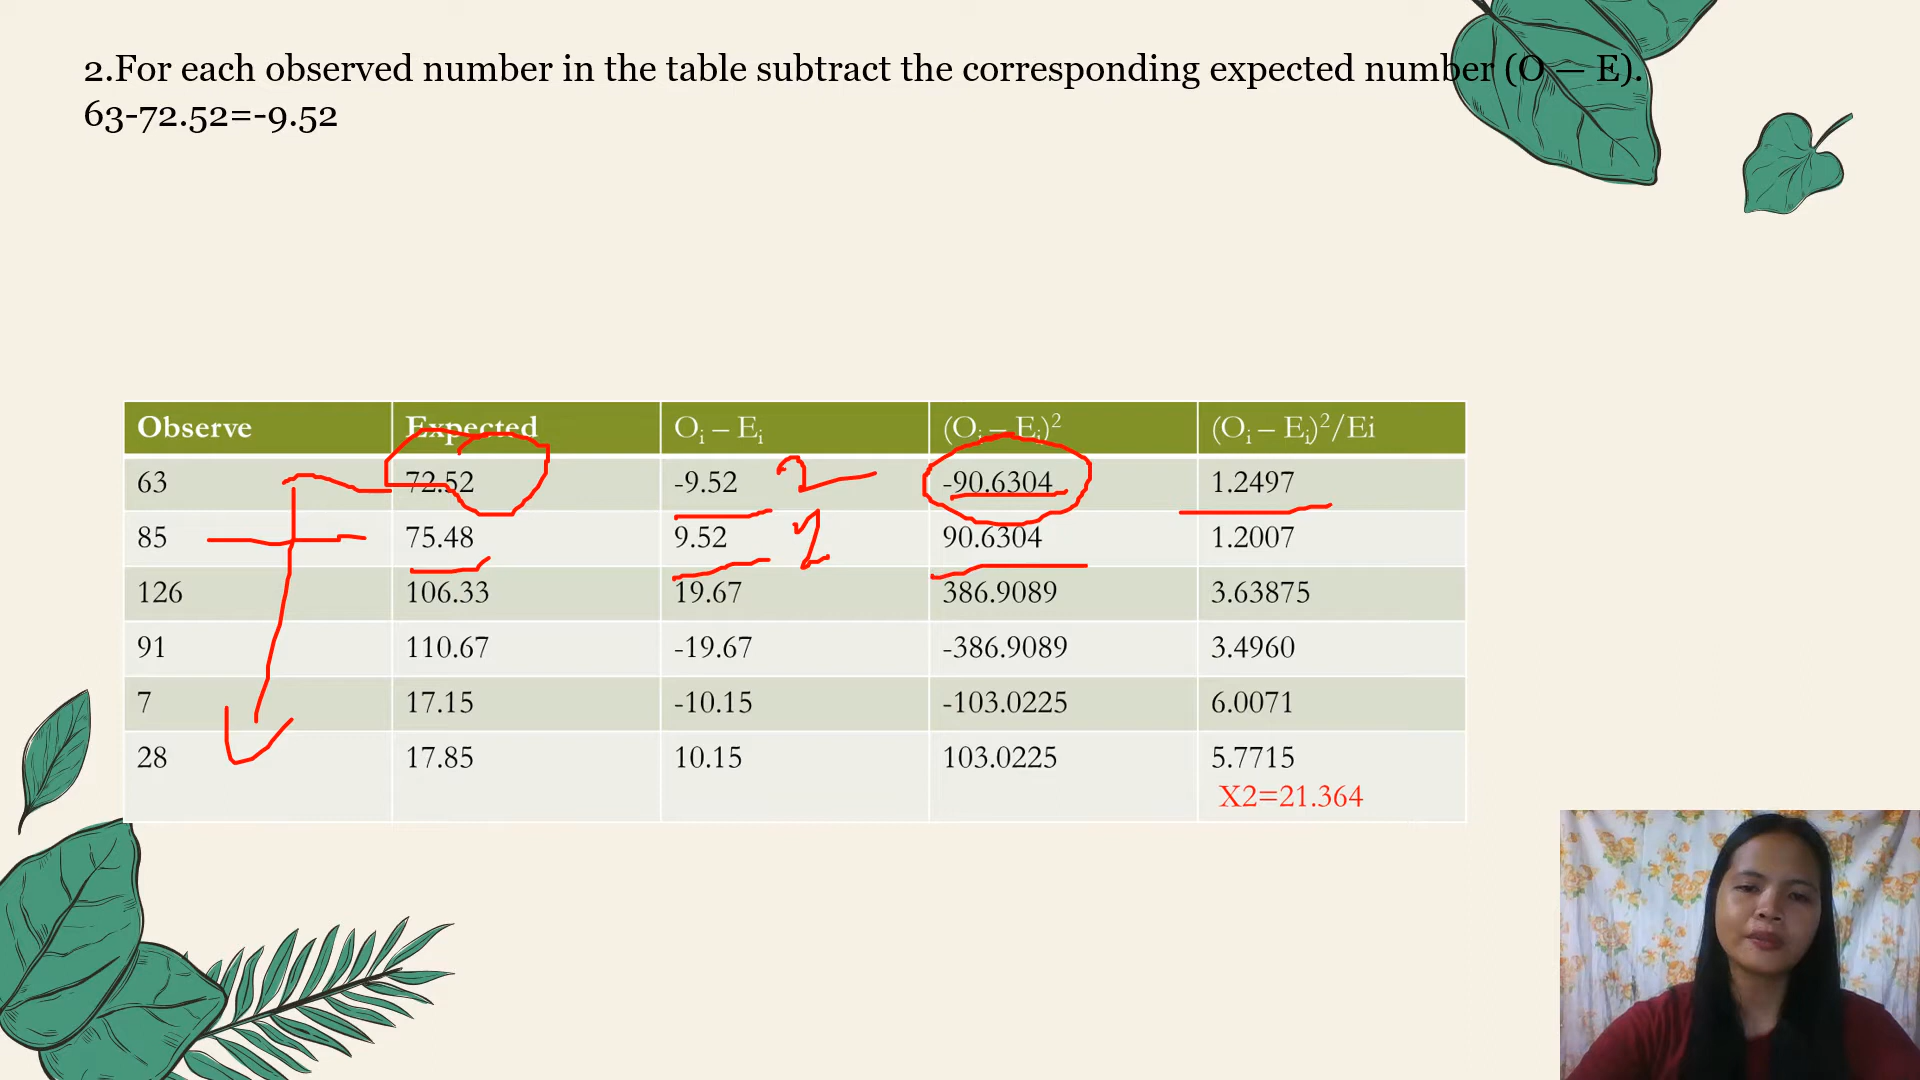 2.For each observed number in the table subtract the corresponding expected number (O — E).
63-72.52=-9.52
Observe Expected Oi – Ei (Oi – Ei)2 (Oi – Ei)2/Ei
63 72.52 -9.52 2 -90.6304 1.2497
85 75.48 9.52 2 90.6304 1.2007
126 106.33 19.67 386.9089 3.63875
91 110.67 -19.67 -386.9089 3.4960
7 17.15 -10.15 -103.0225 6.0071
28 17.85 10.15 103.0225 5.7715
X2=21.364